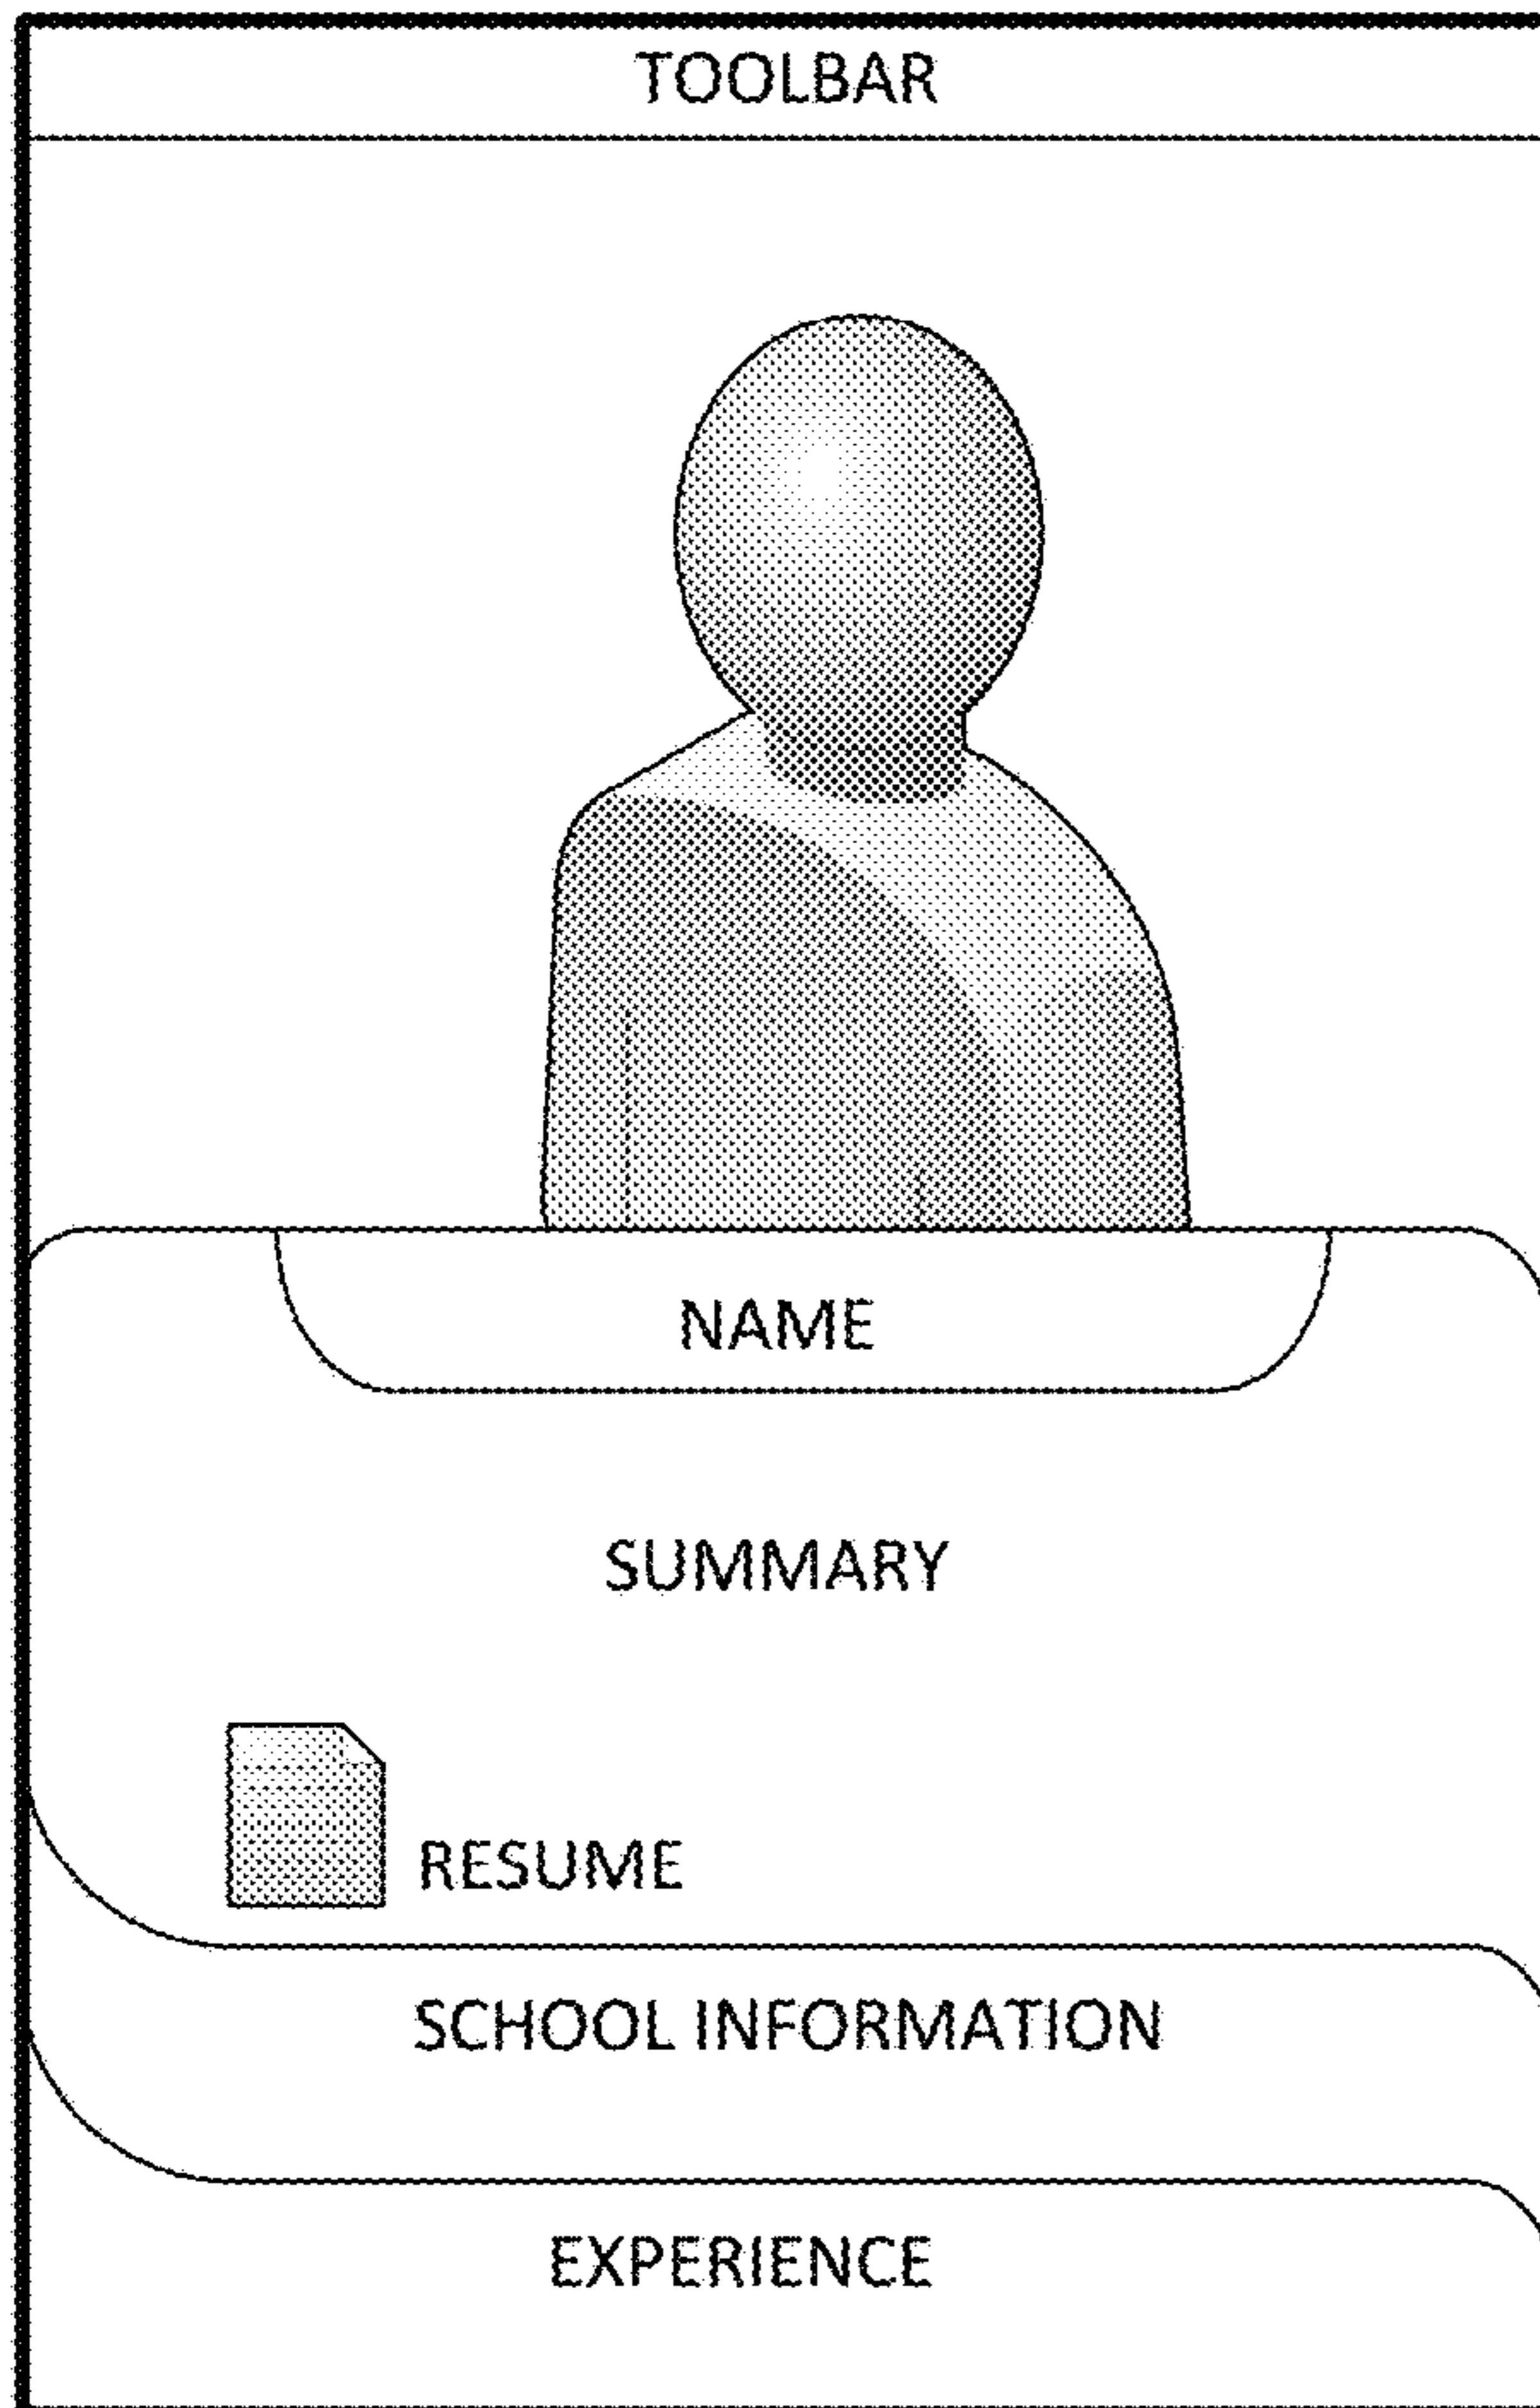 TOOLBAR
NAME
SUMMARY
RESUME
SCHOOL INFORMATION
EXPERIENCE